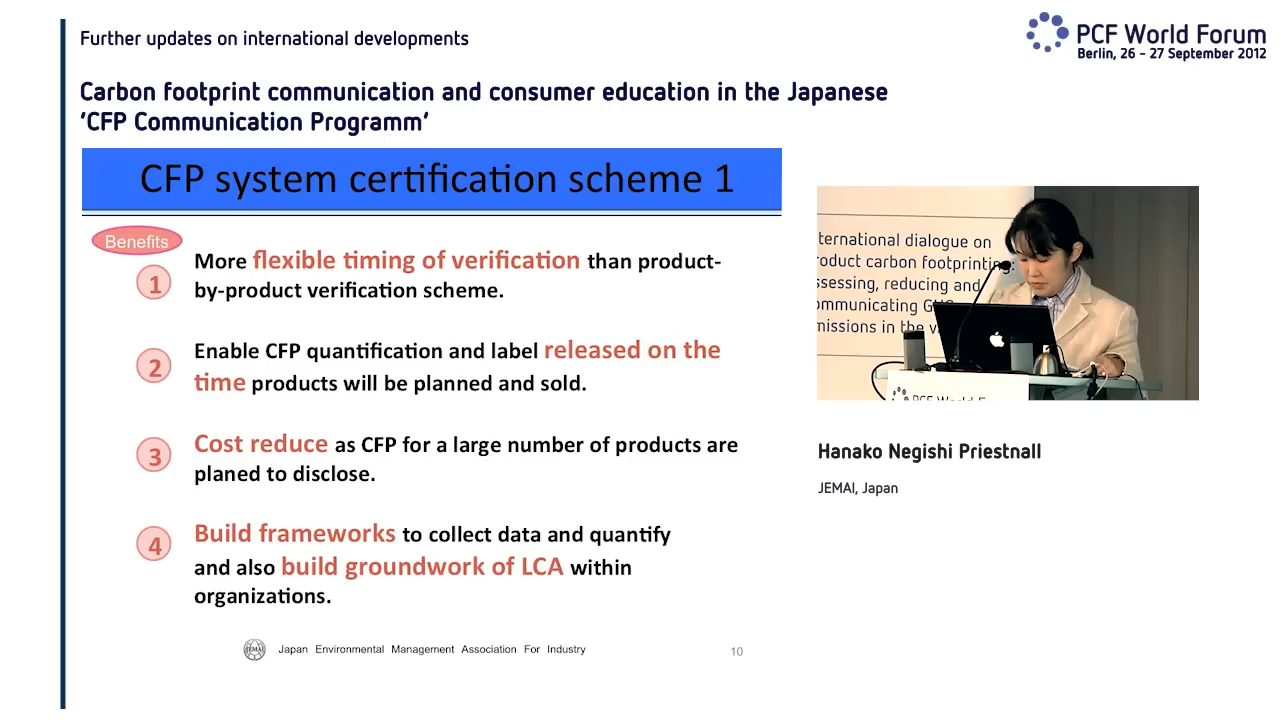 Further updates on international developments
PCF World Forum
Berlin, 26 - 27 September 2012
Carbon footprint communication and consumer education in the Japanese
‘CFP Communication Programm‘
CFP system certification scheme 1
Benefits
1
More flexible timing of verification than product-
by-product verification scheme.
2
Enable CFP quantification and label released on the
time products will be planned and sold.
3
Cost reduce as CFP for a large number of products are
planed to disclose.
4
Build frameworks to collect data and quantify
and also build groundwork of LCA within
organizations.
JEMAI
Japan Environmental Management Association For Industry
10
ternational dialogue on
roduct carbon footprinting:
ssessing, reducing and
ommunicating GHG
missions in the v
PCF World F
Hanako Negishi Priestnall
JEMAI, Japan